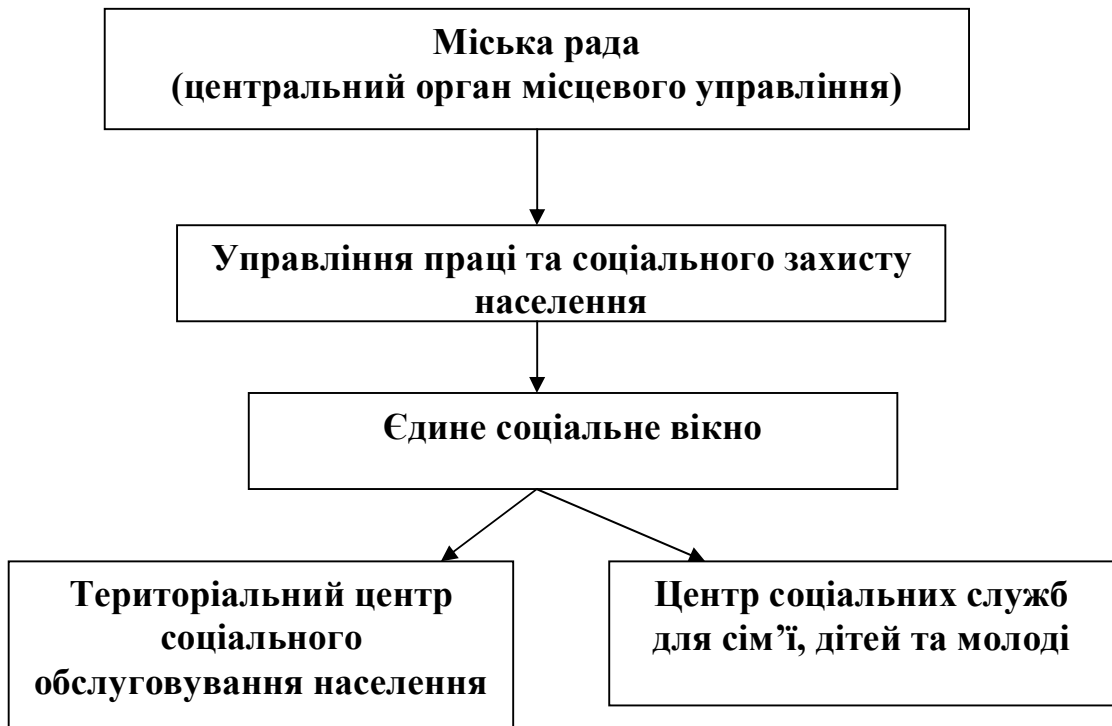 Міська рада
(центральний орган місцевого управління)
Управління праці та соціального захисту
населення
Єдине соціальне вікно
Територіальний центр
соціального
обслуговування населення
Центр соціальних служб
для сім’ї, дітей та молоді